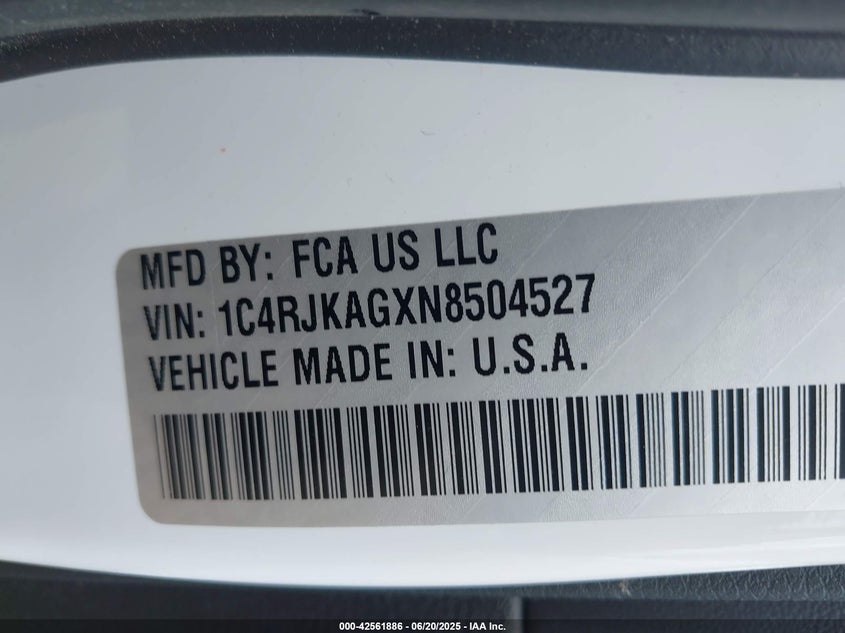 MFD BY: FCA US LLC
VIN: 1C4RJKAGXN8504527
VEHICLE MADE IN: U.S.A.
000-42561886 - 06/20/2025 - IAA Inc.